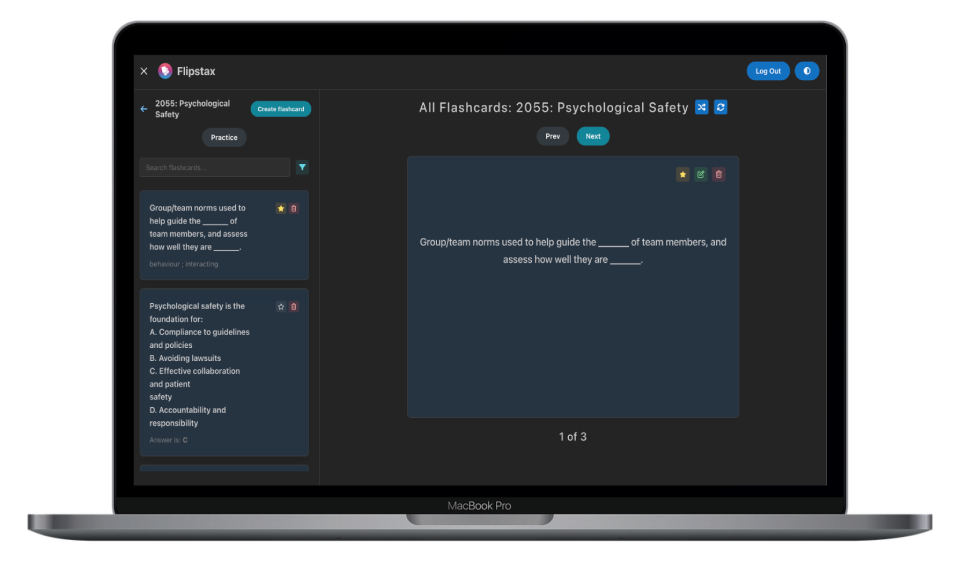 Flipstax
Log Out
2055: Psychological
Safety
Create flashcard
Practice
Search flashcards...
Group/team norms used to
help guide the ______ of
team members, and assess
how well they are ______.
behaviour ; interacting
Psychological safety is the
foundation for:
A. Compliance to guidelines
and policies
B. Avoiding lawsuits
C. Effective collaboration
and patient
safety
D. Accountability and
responsibility
Answer is: C
All Flashcards: 2055: Psychological Safety
Prev
Next
Group/team norms used to help guide the ______ of team members, and
assess how well they are ______.
1 of 3
MacBook Pro